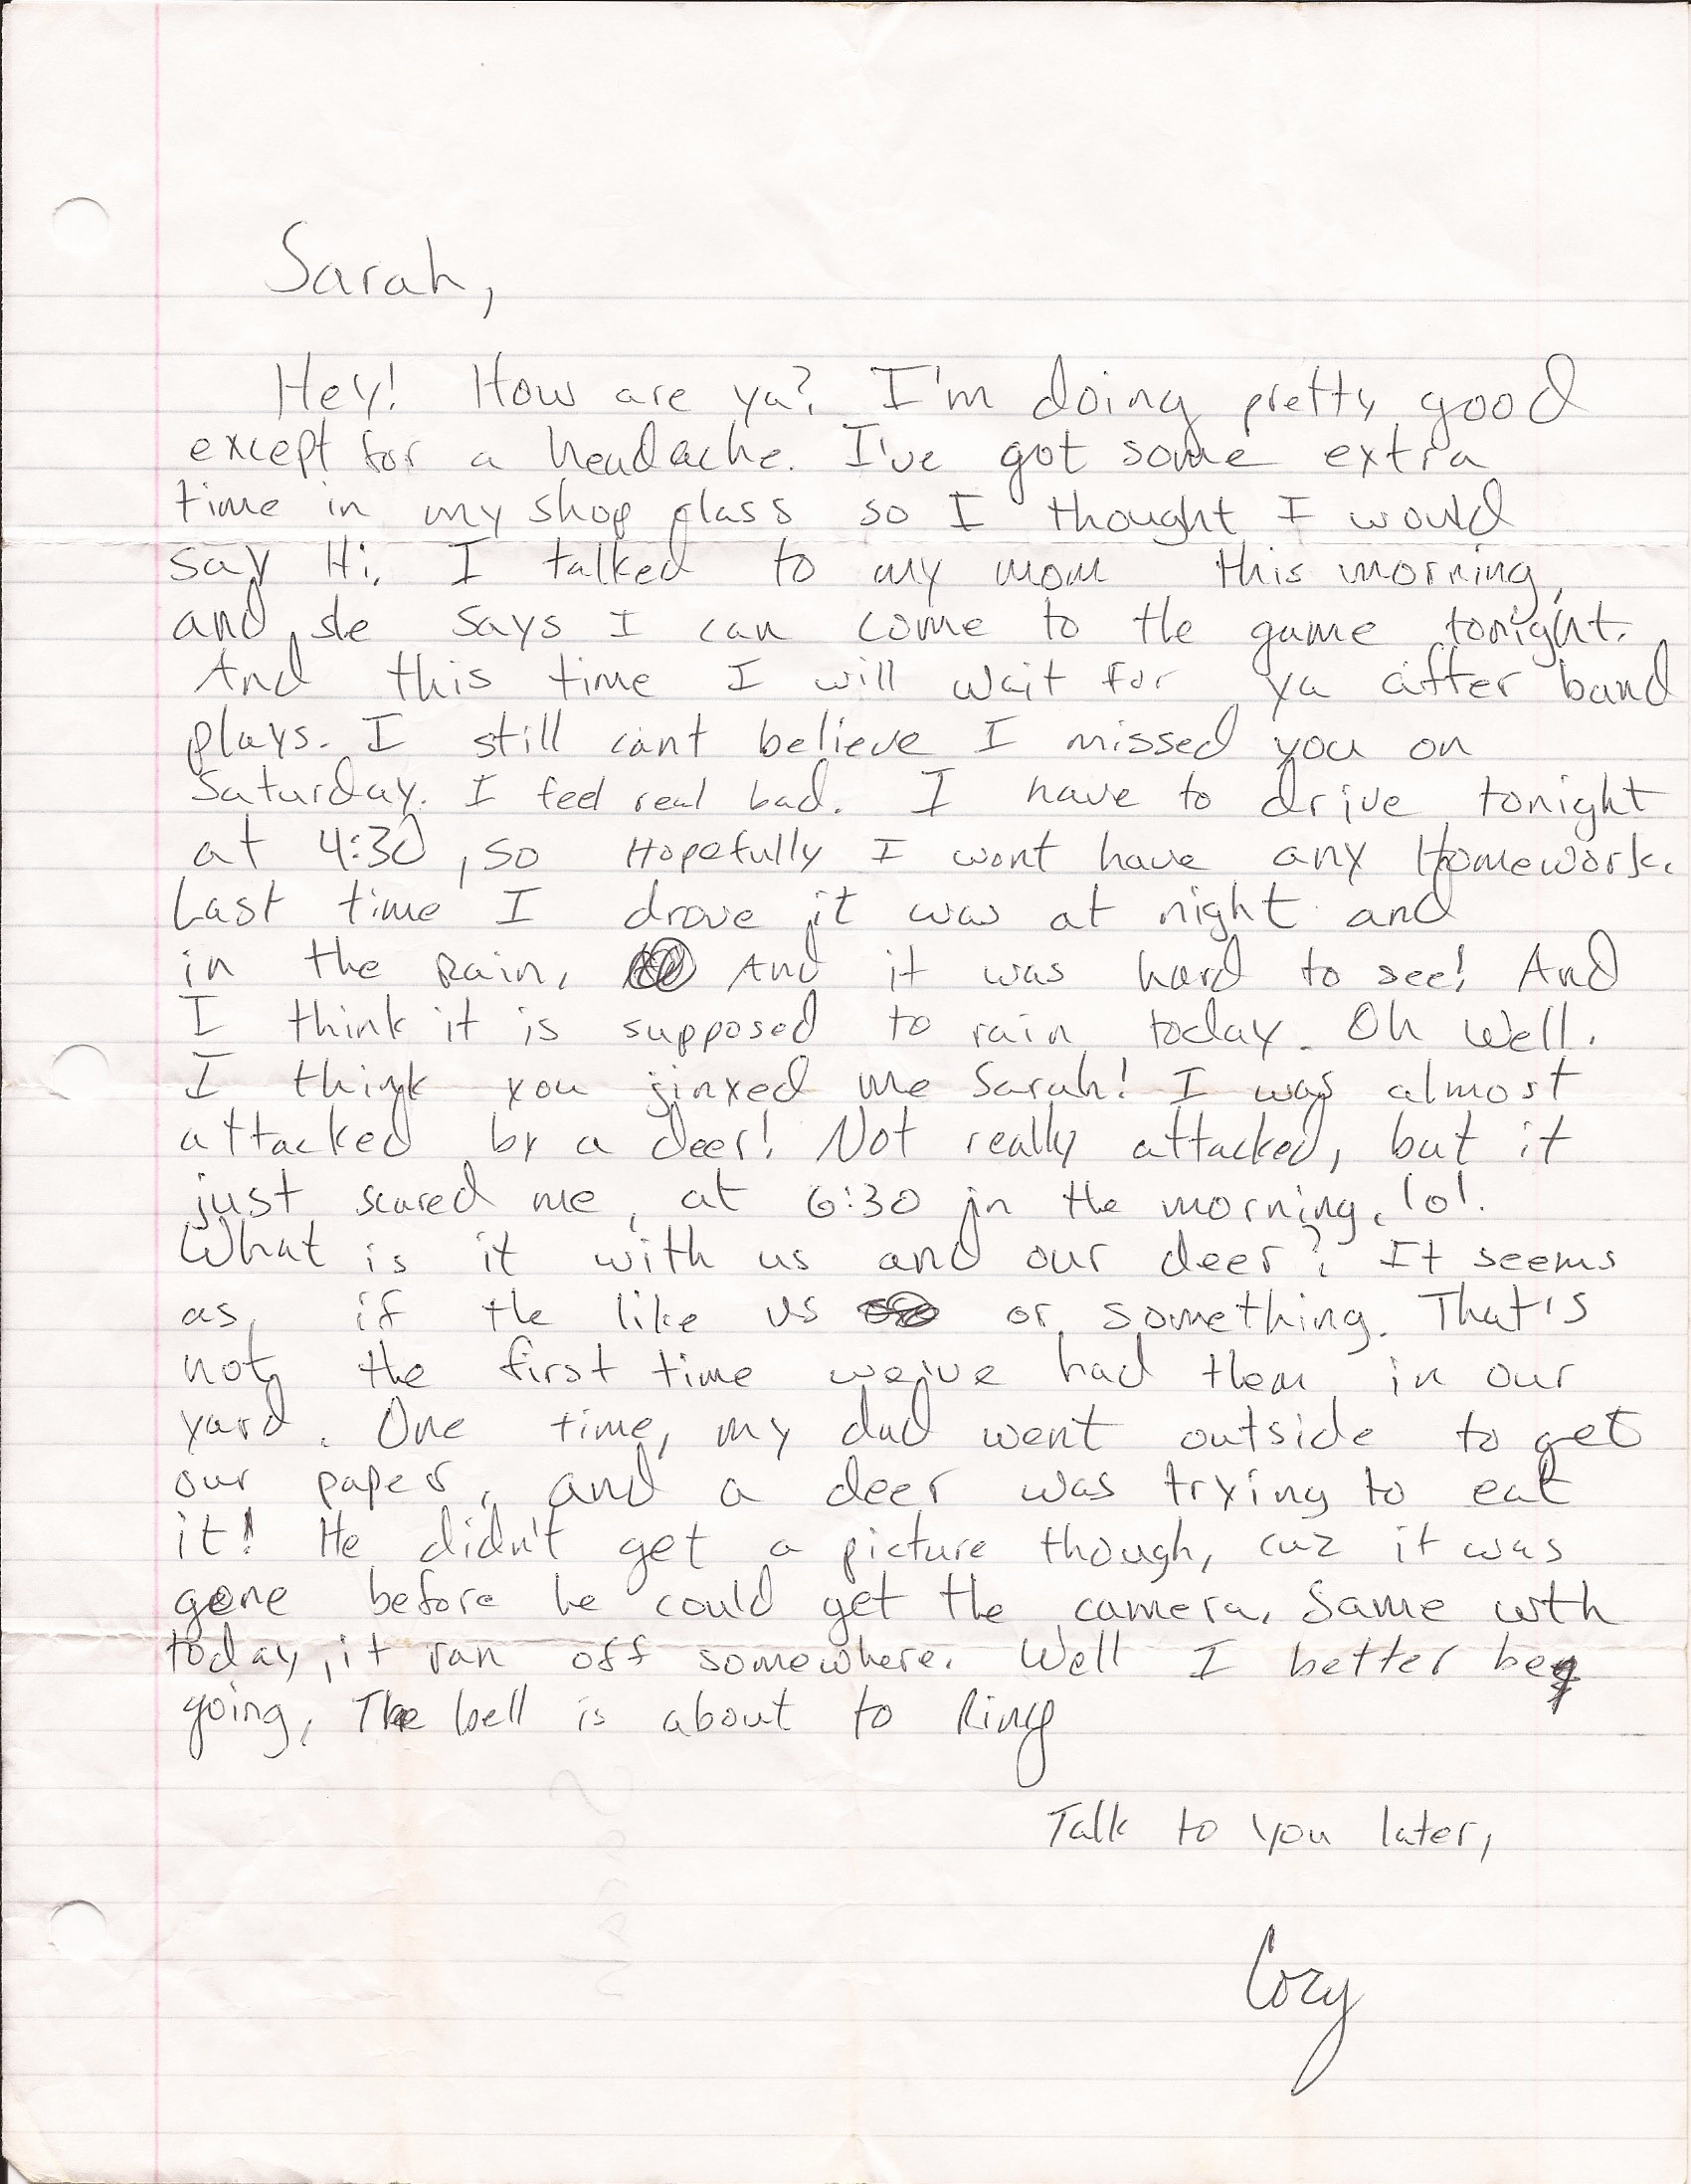 Sarah,
Hey! How are ya? I'm doing pretty good
except for a headache. I've got some extra
time in my shop class so I thought I would
say Hi. I talked to my mom this morning,
and she says I can come to the game tonight.
And this time I will wait for ya after band
plays. I still cant believe I missed you on
Saturday. I feel real bad. I have to drive tonight
at 4:30, so Hopefully I wont have any Homework.
Last time I drove it was at night and
in the Rain, And it was hard to see! And
I think it is supposed to rain today. Oh Well.
I think you jinxed me Sarah! I was almost
attacked by a deer! Not really attacked, but it
just scared me, at 6:30 in the morning, lol.
What is it with us and our deer? It seems
as if the like us or something. That's
not the first time we've had them in our
yard. One time, my dad went outside to get
our paper, and a deer was trying to eat
it! He didn't get a picture though, cuz it was
gone before he could get the camera. Same wth
today, it ran off somewhere. Well I better be
going, The bell is about to Ring
Talk to you later,
Cory